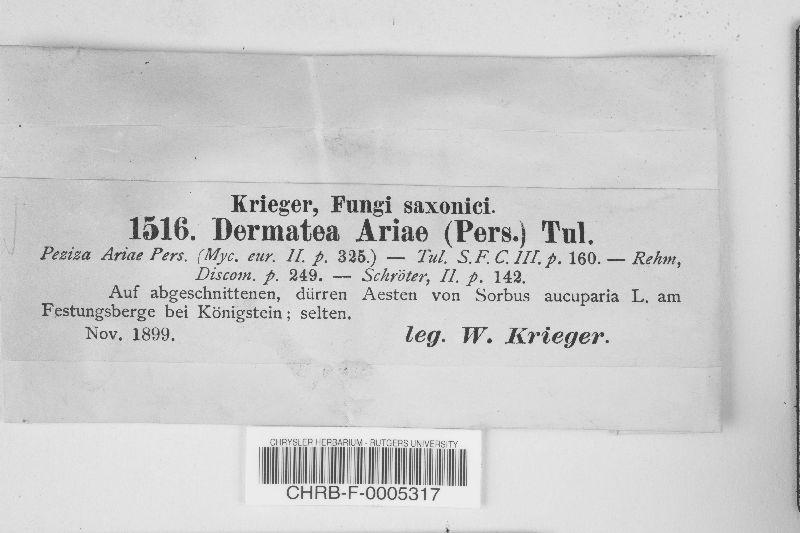 Krieger, Fungi saxonici.
1516. Dermatea Ariae (Pers.) Tul.
Peziza Ariae Pers. (Myc. eur. II. p. 325.) — Tul. S. F. C. III. p. 160. — Rehm,
Discom. p. 249. — Schröter, II. p. 142.
Auf abgeschnittenen, dürren Aesten von Sorbus aucuparia L. am
Festungsberge bei Königstein; selten.
Nov. 1899. leg. W. Krieger.
CHRYSLER HERBARIUM - RUTGERS UNIVERSITY
CHRB-F-0005317